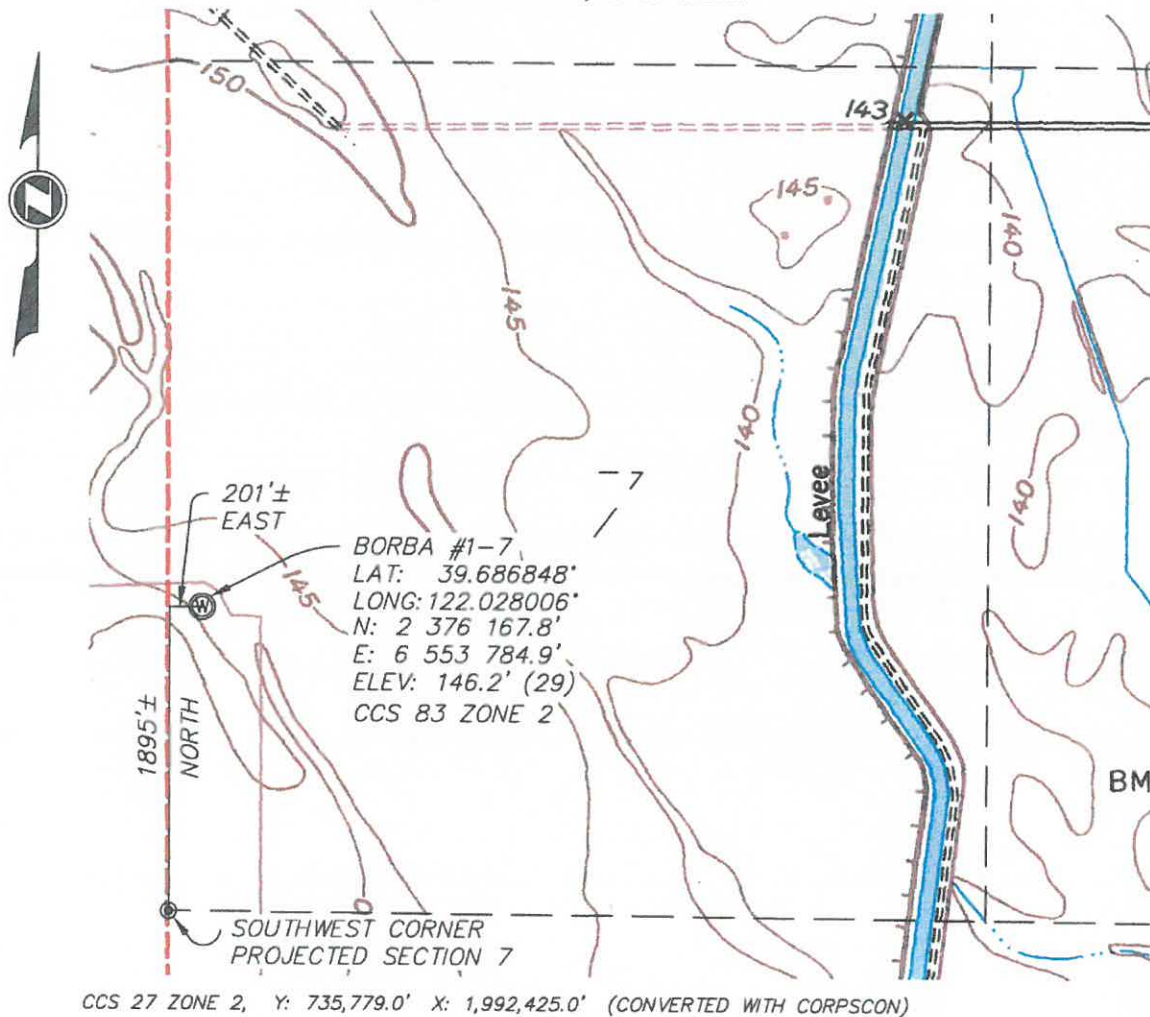 150
143
145
140
145
N
140
7
140
Levee
201'±
EAST
BORBA #1-7
LAT: 39.686848°
LONG: 122.028006°
N: 2 376 167.8'
E: 6 553 784.9'
ELEV: 146.2' (29)
CCS 83 ZONE 2
145
W
1895'±
NORTH
BM
0
SOUTHWEST CORNER
PROJECTED SECTION 7
CCS 27 ZONE 2, Y: 735,779.0' X: 1,992,425.0' (CONVERTED WITH CORPSCON)